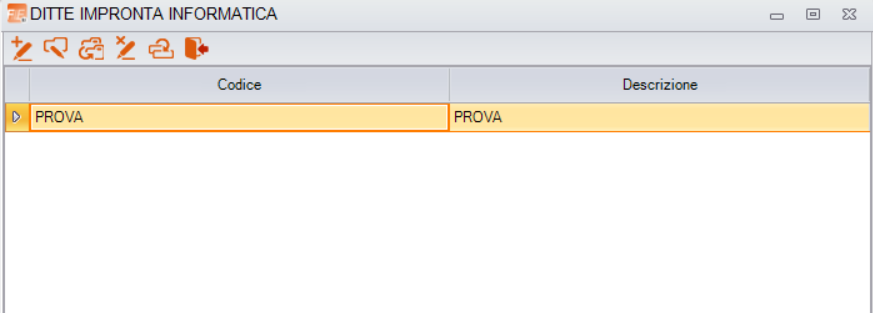 DITTE IMPRONTA INFORMATICA
Codice Descrizione
PROVA PROVA